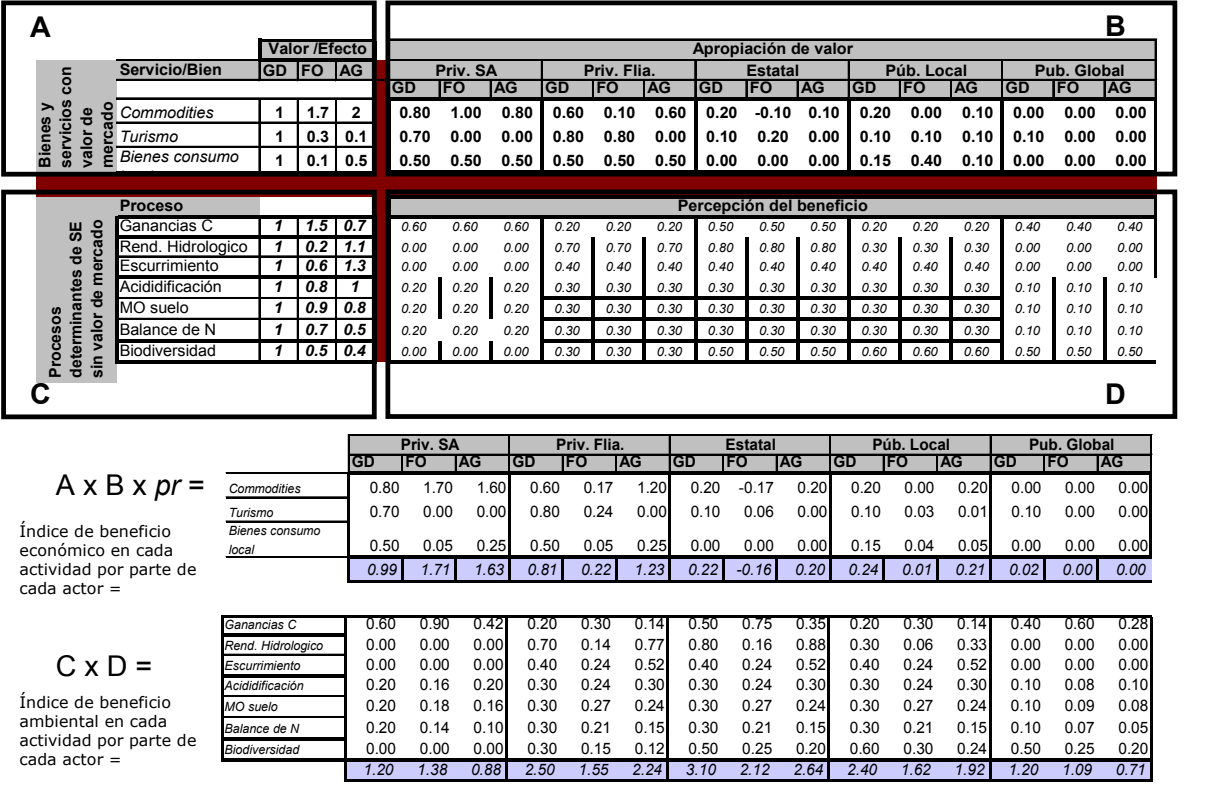 A
B
Valor /Efecto
Apropiación de valor
Servicio/Bien GD FO AG Priv. SA Priv. Flia. Estatal Púb. Local Pub. Global
GD FO AG GD FO AG GD FO AG GD FO AG GD FO AG
Bienes y servicios con valor de mercado
Commodities 1 1.7 2 0.80 1.00 0.80 0.60 0.10 0.60 0.20 -0.10 0.10 0.20 0.00 0.10 0.00 0.00 0.00
Turismo 1 0.3 0.1 0.70 0.00 0.00 0.80 0.80 0.00 0.10 0.20 0.00 0.10 0.10 0.10 0.10 0.00 0.00
Bienes consumo 1 0.1 0.5 0.50 0.50 0.50 0.50 0.50 0.50 0.00 0.00 0.00 0.15 0.40 0.10 0.00 0.00 0.00
Proceso Percepción del beneficio
Procesos determinantes de SE sin valor de mercado
Ganancias C 1 1.5 0.7 0.60 0.60 0.60 0.20 0.20 0.20 0.50 0.50 0.50 0.20 0.20 0.20 0.40 0.40 0.40
Rend. Hidrologico 1 0.2 1.1 0.00 0.00 0.00 0.70 0.70 0.70 0.80 0.80 0.80 0.30 0.30 0.30 0.00 0.00 0.00
Escurrimiento 1 0.6 1.3 0.00 0.00 0.00 0.40 0.40 0.40 0.40 0.40 0.40 0.40 0.40 0.40 0.00 0.00 0.00
Acididificación 1 0.8 1 0.20 0.20 0.20 0.30 0.30 0.30 0.30 0.30 0.30 0.30 0.30 0.30 0.10 0.10 0.10
MO suelo 1 0.9 0.8 0.20 0.20 0.20 0.30 0.30 0.30 0.30 0.30 0.30 0.30 0.30 0.30 0.10 0.10 0.10
Balance de N 1 0.7 0.5 0.20 0.20 0.20 0.30 0.30 0.30 0.30 0.30 0.30 0.30 0.30 0.30 0.10 0.10 0.10
Biodiversidad 1 0.5 0.4 0.00 0.00 0.00 0.30 0.30 0.30 0.50 0.50 0.50 0.60 0.60 0.60 0.50 0.50 0.50
C
D
Priv. SA Priv. Flia. Estatal Púb. Local Pub. Global
GD FO AG GD FO AG GD FO AG GD FO AG GD FO AG
A x B x pr =
Commodities 0.80 1.70 1.60 0.60 0.17 1.20 0.20 -0.17 0.20 0.20 0.00 0.20 0.00 0.00 0.00
Turismo 0.70 0.00 0.00 0.80 0.24 0.00 0.10 0.06 0.00 0.10 0.03 0.01 0.10 0.00 0.00
Bienes consumo
local 0.50 0.05 0.25 0.50 0.05 0.25 0.00 0.00 0.00 0.15 0.04 0.05 0.00 0.00 0.00
0.99 1.71 1.63 0.81 0.22 1.23 0.22 -0.16 0.20 0.24 0.01 0.21 0.02 0.00 0.00
Índice de beneficio
económico en cada
actividad por parte de
cada actor =
Ganancias C 0.60 0.90 0.42 0.20 0.30 0.14 0.50 0.75 0.35 0.20 0.30 0.14 0.40 0.60 0.28
Rend. Hidrologico 0.00 0.00 0.00 0.70 0.14 0.77 0.80 0.16 0.88 0.30 0.06 0.33 0.00 0.00 0.00
Escurrimiento 0.00 0.00 0.00 0.40 0.24 0.52 0.40 0.24 0.52 0.40 0.24 0.52 0.00 0.00 0.00
Acididificación 0.20 0.16 0.20 0.30 0.24 0.30 0.30 0.24 0.30 0.30 0.24 0.30 0.10 0.08 0.10
MO suelo 0.20 0.18 0.16 0.30 0.27 0.24 0.30 0.27 0.24 0.30 0.27 0.24 0.10 0.09 0.08
Balance de N 0.20 0.14 0.10 0.30 0.21 0.15 0.30 0.21 0.15 0.30 0.21 0.15 0.10 0.07 0.05
Biodiversidad 0.00 0.00 0.00 0.30 0.15 0.12 0.50 0.25 0.20 0.60 0.30 0.24 0.50 0.25 0.20
1.20 1.38 0.88 2.50 1.55 2.24 3.10 2.12 2.64 2.40 1.62 1.92 1.20 1.09 0.71
C x D =
Índice de beneficio
ambiental en cada
actividad por parte de
cada actor =